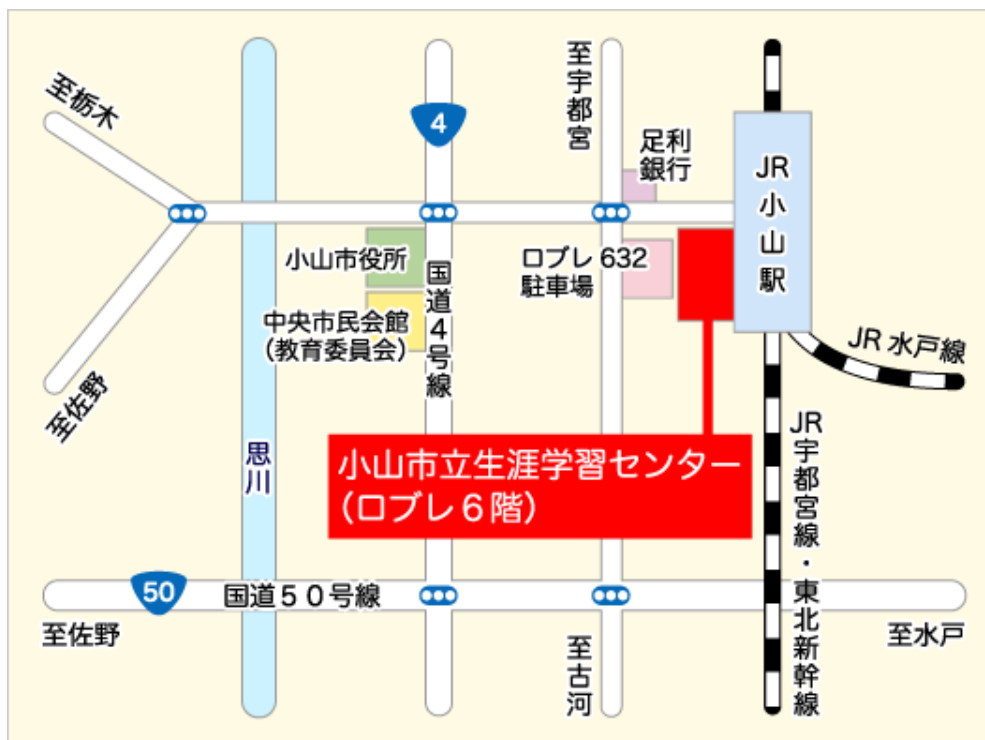 至栃木
至宇都宮
4
足利
銀行
JR小山駅
小山市役所
ロブレ 632
駐車場
中央市民会館
（教育委員会）
国道４号線
至佐野
JR 水戸線
思川
小山市立生涯学習センター
（ロブレ６階）
JR宇都宮線・東北新幹線
50
国道５０号線
至佐野
至古河
至水戸